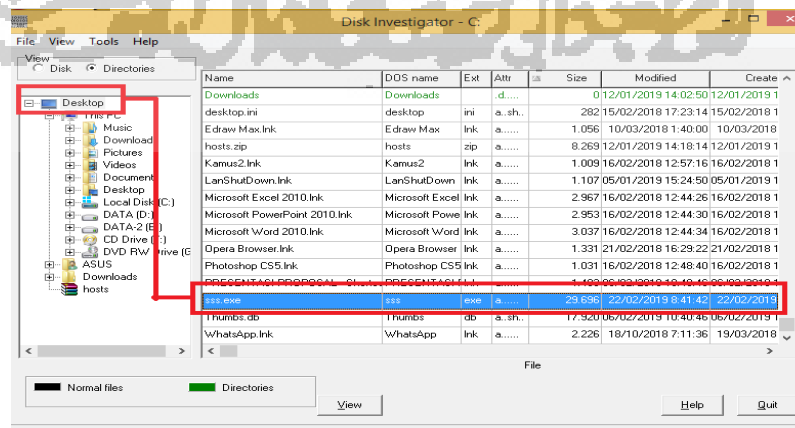 Disk Investigator - C:
File View Tools Help
View
Disk Directories
Desktop
This PC
Music
Download
Pictures
Videos
Document
Desktop
Local Disk (C:)
DATA (D:)
DATA-2 (E:)
CD Drive (F:)
DVD RW Drive (G
ASUS
Downloads
hosts
Name DOS name Ext Attr Size Modified Create
Downloads Downloads .d..... 0 12/01/2019 14:02:50 12/01/2019 1
desktop.ini desktop ini a..sh.. 282 15/02/2018 17:23:14 15/02/2018 1
Edraw Max.lnk Edraw Max lnk a...... 1.056 10/03/2018 1:40:00 10/03/2018
hosts.zip hosts zip a...... 8.269 12/01/2019 14:18:14 12/01/2019 1
Kamus2.lnk Kamus2 lnk a...... 1.009 16/02/2018 12:57:16 16/02/2018 1
LanShutDown.lnk LanShutDown lnk a...... 1.107 05/01/2019 15:24:50 05/01/2019 1
Microsoft Excel 2010.lnk Microsoft Excel lnk a...... 2.967 16/02/2018 12:44:26 16/02/2018 1
Microsoft PowerPoint 2010.lnk Microsoft Powe lnk a...... 2.953 16/02/2018 12:44:30 16/02/2018 1
Microsoft Word 2010.lnk Microsoft Word lnk a...... 3.037 16/02/2018 12:44:34 16/02/2018 1
Opera Browser.lnk Opera Browser lnk a...... 1.331 21/02/2018 16:29:22 21/02/2018 1
Photoshop CS5.lnk Photoshop CS5 lnk a...... 1.031 16/02/2018 12:48:40 16/02/2018 1
PRESENTASI PROPOSAL
sss.exe sss exe a...... 29.696 22/02/2019 8:41:42 22/02/2019
Thumbs.db Thumbs db a..sh.. 17.920 06/02/2019 10:40:46 06/02/2019 1
WhatsApp.lnk WhatsApp lnk a...... 2.226 18/10/2018 7:11:36 19/03/2018
File
Normal files Directories
View Help Quit